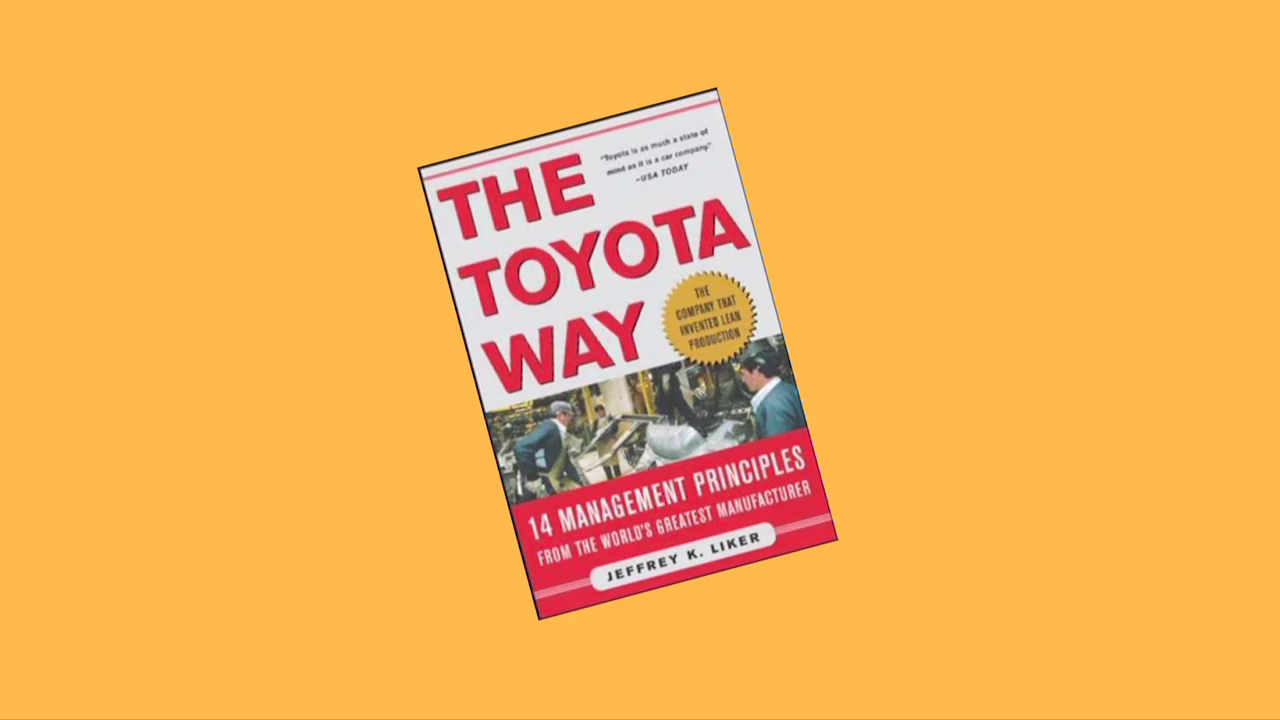 THE
"Toyota is as much a state of
mind as it is a car company."
—USA TODAY
TOYOTA
WAY
THE
COMPANY THAT
INVENTED LEAN
PRODUCTION
14 MANAGEMENT PRINCIPLES
FROM THE WORLD'S GREATEST MANUFACTURER
JEFFREY K. LIKER